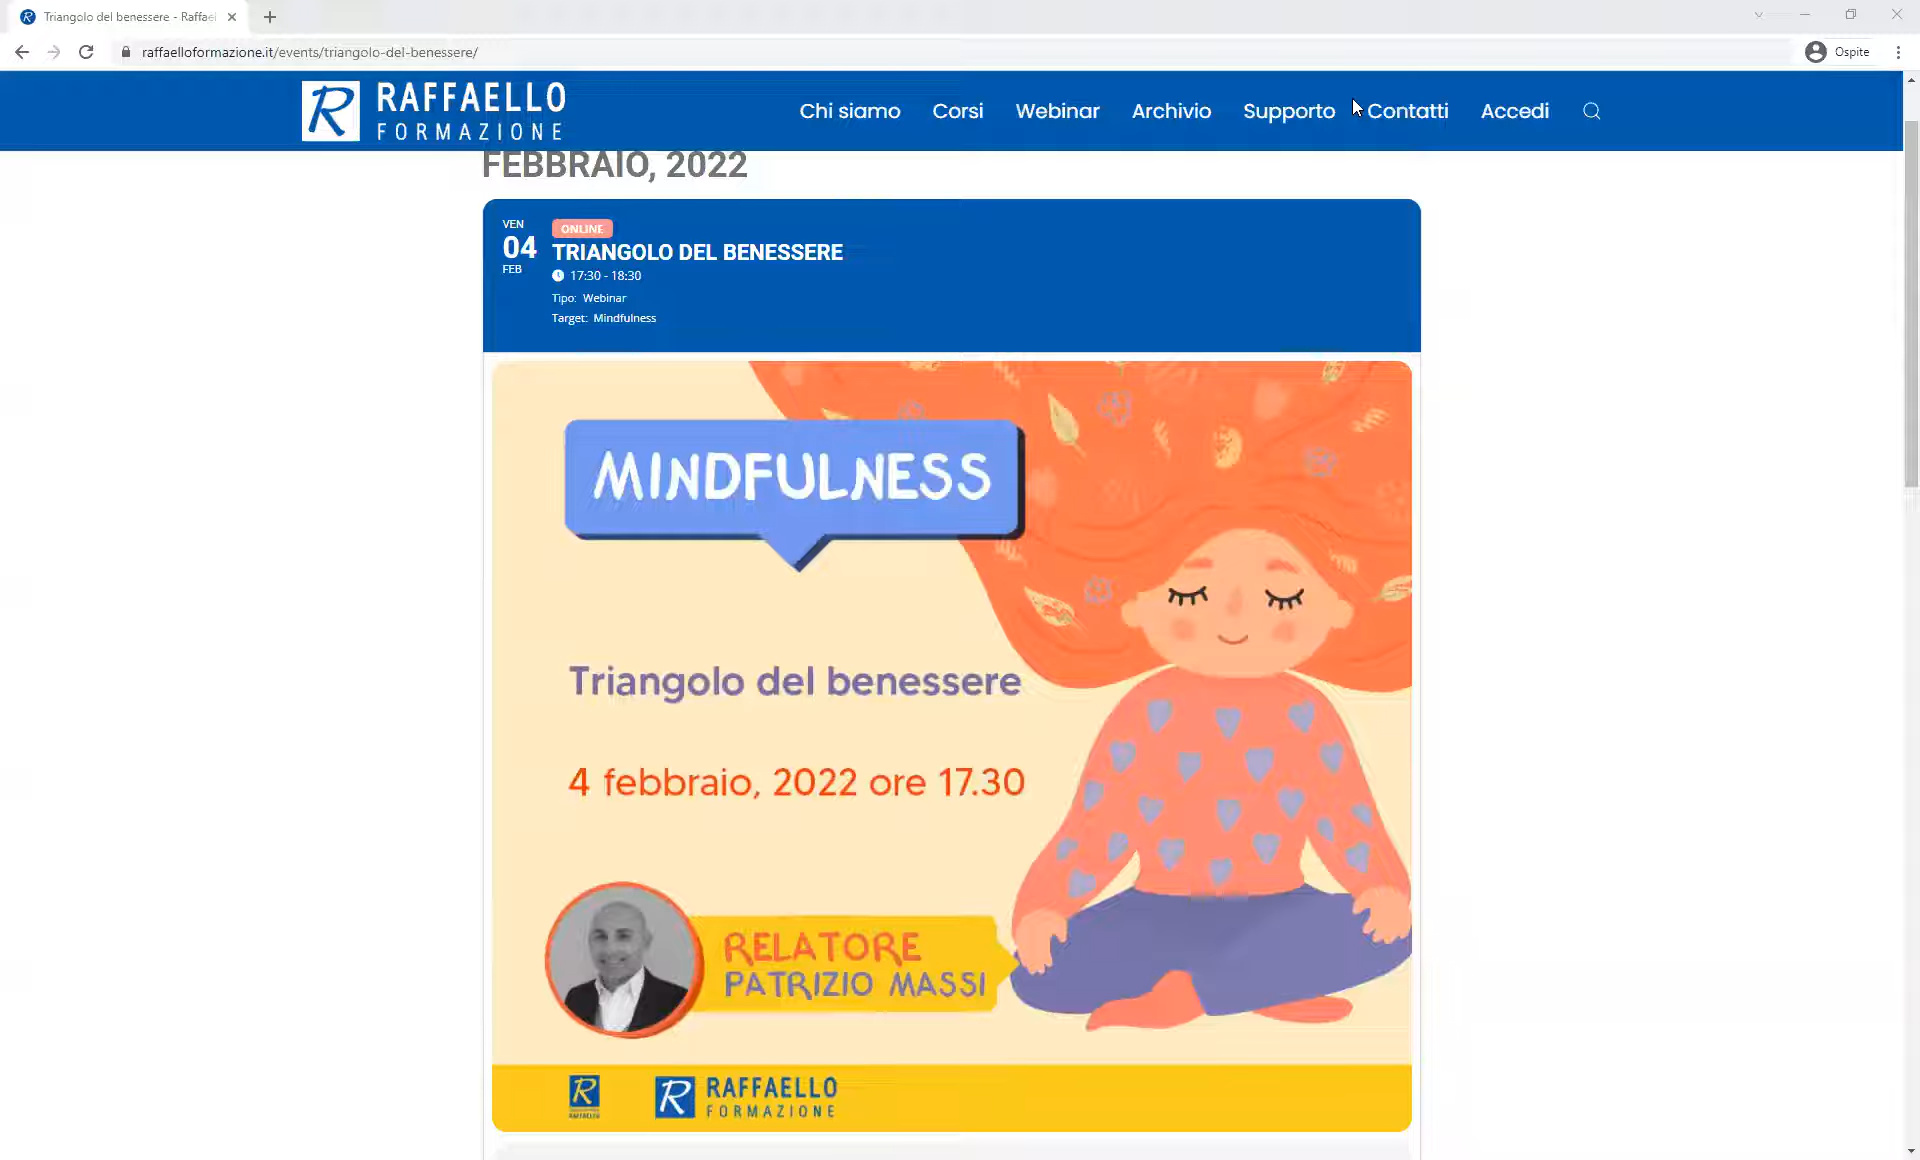 Triangolo del benessere - Raffael
raffaelloformazione.it/events/triangolo-del-benessere/
Ospite
RAFFAELLO
FORMAZIONE
Chi siamo Corsi Webinar Archivio Supporto Contatti Accedi
FEBBRAIO, 2022
VEN
04
FEB
ONLINE
TRIANGOLO DEL BENESSERE
17:30 - 18:30
Tipo: Webinar
Target: Mindfulness
MINDFULNESS
Triangolo del benessere
4 febbraio, 2022 ore 17.30
RELATORE
PATRIZIO MASSI
RAFFAELLO
FORMAZIONE